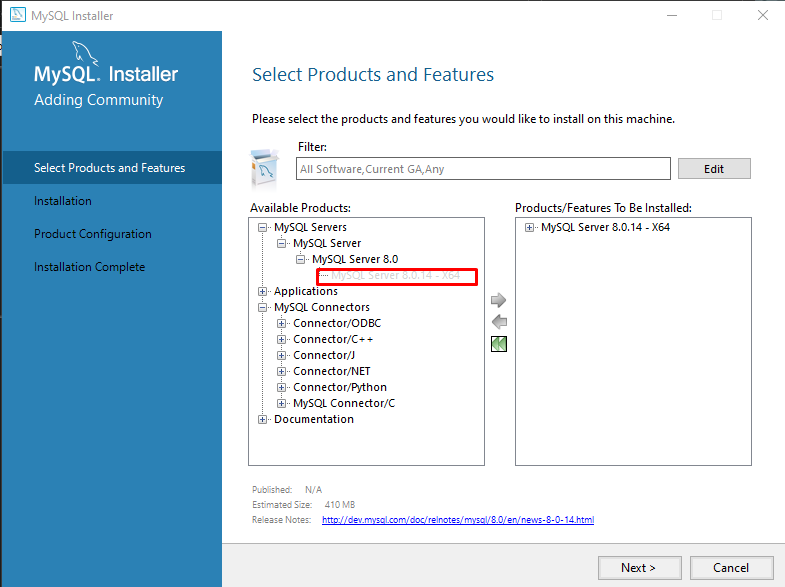 MySQL Installer
MySQL. Installer
Adding Community
Select Products and Features
Installation
Product Configuration
Installation Complete
Select Products and Features
Please select the products and features you would like to install on this machine.
Filter:
All Software,Current GA,Any
Edit
Available Products:
MySQL Servers
MySQL Server
MySQL Server 8.0
MySQL Server 8.0.14 - X64
Applications
MySQL Connectors
Connector/ODBC
Connector/C++
Connector/J
Connector/NET
Connector/Python
MySQL Connector/C
Documentation
Products/Features To Be Installed:
MySQL Server 8.0.14 - X64
Published: N/A
Estimated Size: 410 MB
Release Notes: http://dev.mysql.com/doc/relnotes/mysql/8.0/en/news-8-0-14.html
Next >
Cancel